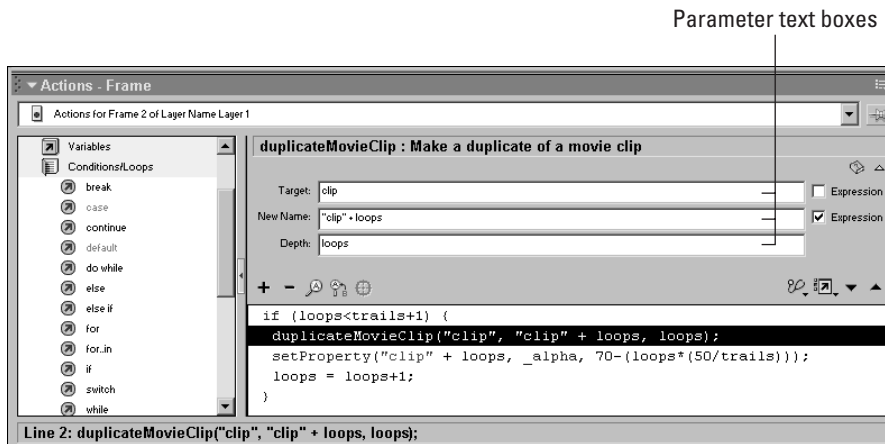 Parameter text boxes
Actions - Frame
Actions for Frame 2 of Layer Name Layer 1
Variables
Conditions/Loops
break
case
continue
default
do while
else
else if
for
for..in
if
switch
while
duplicateMovieClip : Make a duplicate of a movie clip
Target: clip Expression
New Name: "clip" + loops Expression
Depth: loops
if (loops<trails+1) {
duplicateMovieClip("clip", "clip" + loops, loops);
setProperty("clip" + loops, _alpha, 70-(loops*(50/trails)));
loops = loops+1;
}
Line 2: duplicateMovieClip("clip", "clip" + loops, loops);